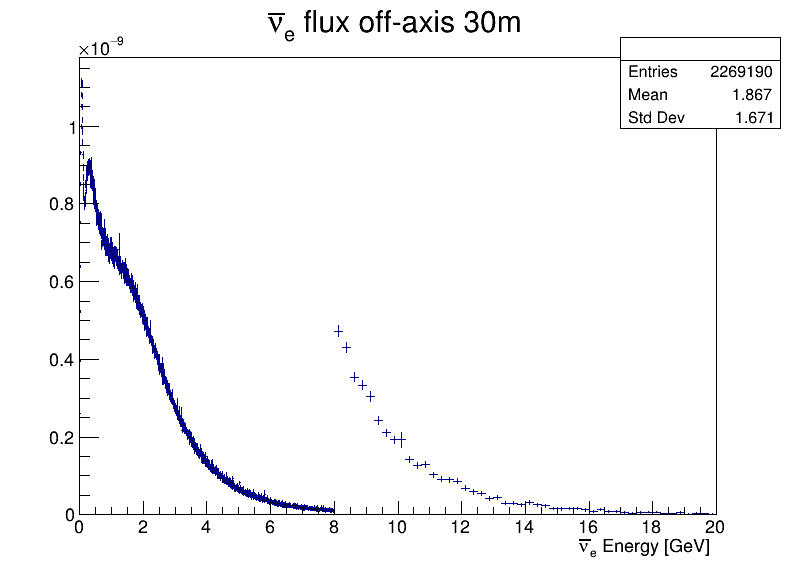 ν̅e flux off-axis 30m
×10⁻⁹
Entries 2269190
Mean 1.867
Std Dev 1.671
1
0.8
0.6
0.4
0.2
0
0 2 4 6 8 10 12 14 16 18 20
ν̅e Energy [GeV]